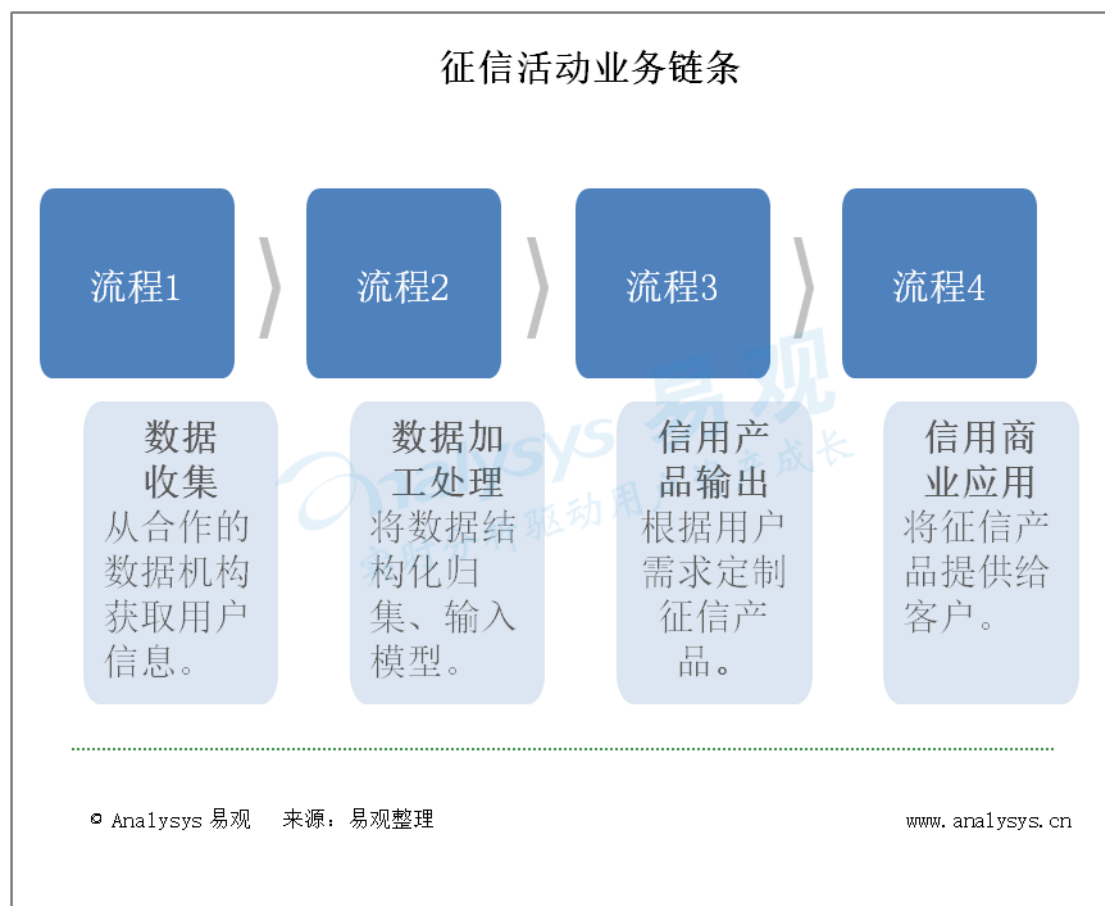 征信活动业务链条
流程1
流程2
流程3
流程4
数据
收集
从合作的
数据机构
获取用户
信息。
数据加
工处理
将数据结
构化归
集、输入
模型。
信用产
品输出
根据用户
需求定制
征信产
品。
信用商
业应用
将征信产
品提供给
客户。
analysys 易观
© Analysys 易观 来源: 易观整理
www.analysys.cn